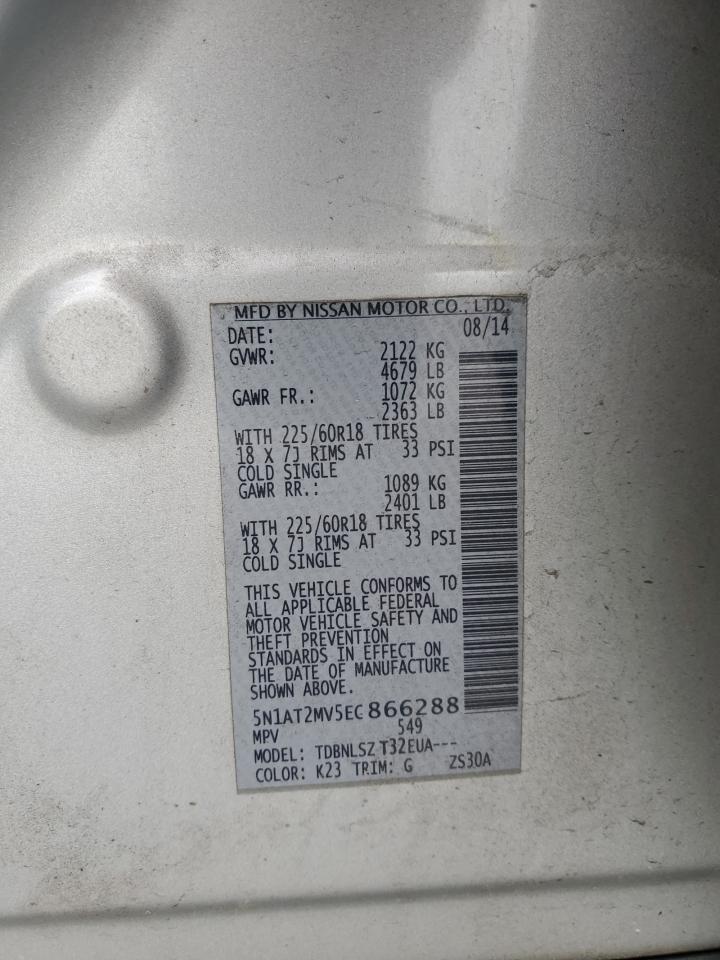 MFD BY NISSAN MOTOR CO., LTD.
DATE: 08/14
GVWR: 2122 KG
4679 LB
GAWR FR.: 1072 KG
2363 LB
WITH 225/60R18 TIRES
18 X 7J RIMS AT 33 PSI
COLD SINGLE
GAWR RR.: 1089 KG
2401 LB
WITH 225/60R18 TIRES
18 X 7J RIMS AT 33 PSI
COLD SINGLE
THIS VEHICLE CONFORMS TO
ALL APPLICABLE FEDERAL
MOTOR VEHICLE SAFETY AND
THEFT PREVENTION
STANDARDS IN EFFECT ON
THE DATE OF MANUFACTURE
SHOWN ABOVE.
5N1AT2MV5EC866288
MPV 549
MODEL: TDBNLSZ T32EUA---
COLOR: K23 TRIM: G ZS30A